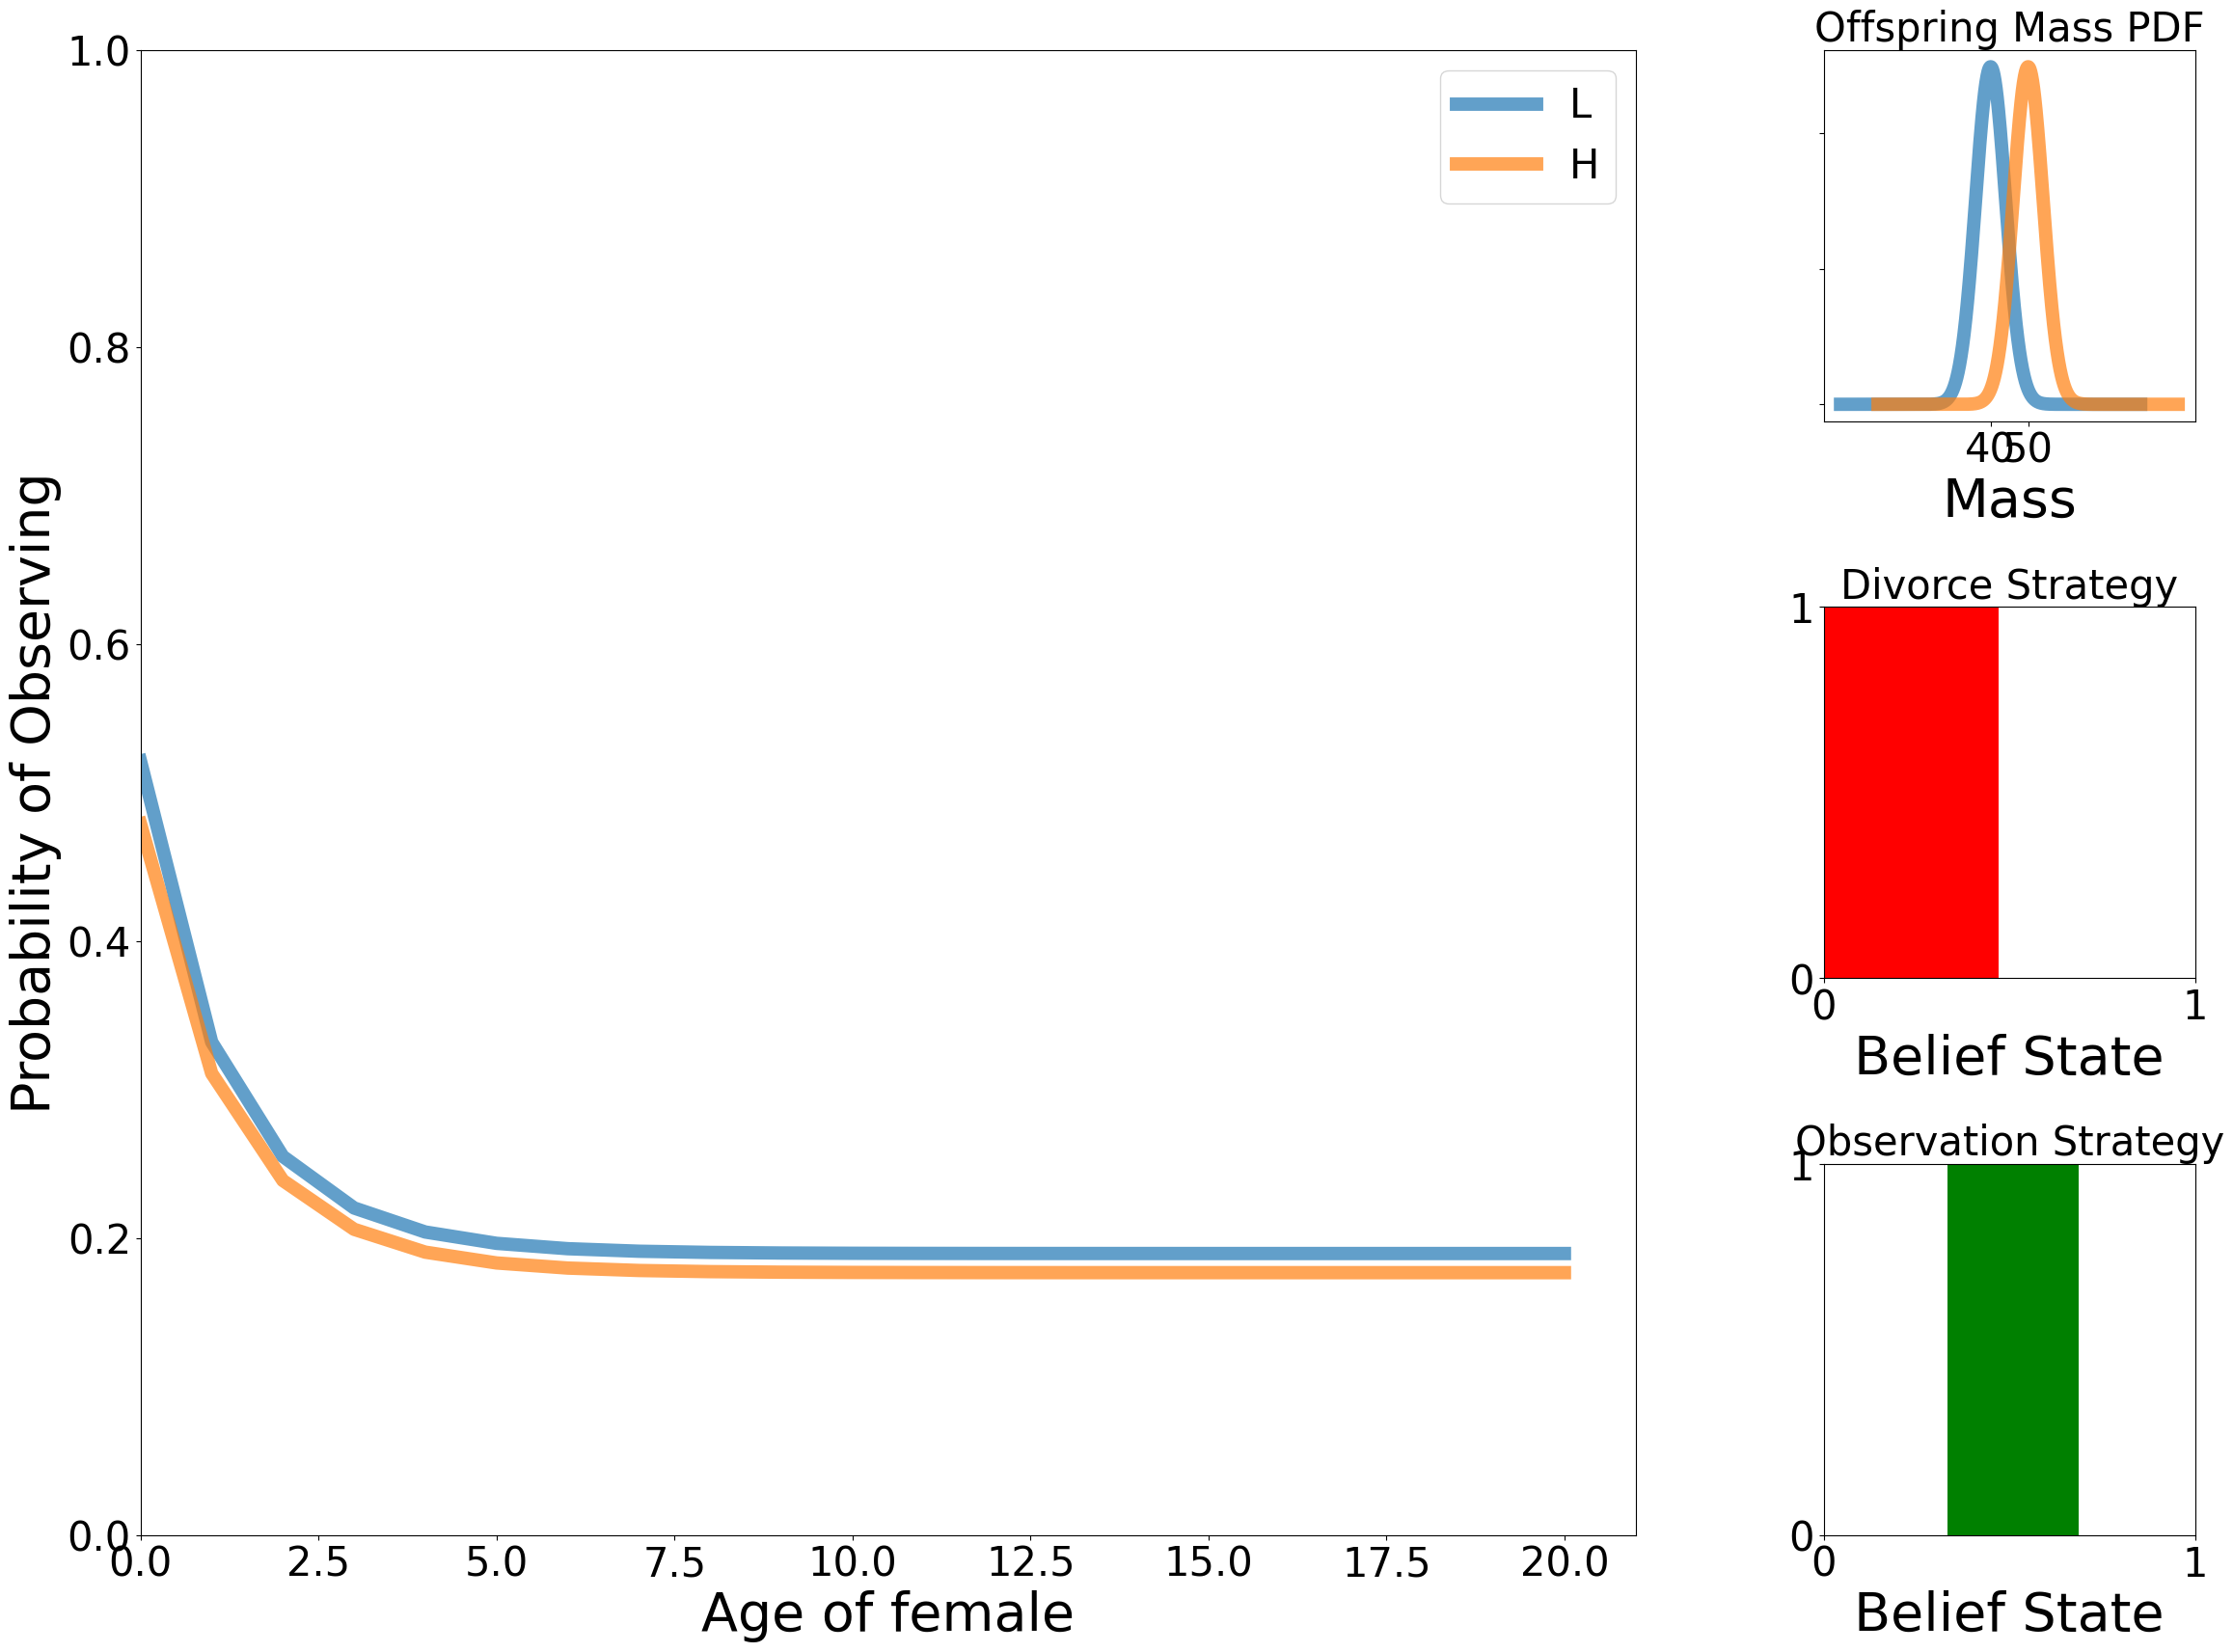 1.0
0.8
0.6
0.4
0.2
0.0
Probability of Observing
0.0 2.5 5.0 7.5 10.0 12.5 15.0 17.5 20.0
Age of female
L
H
Offspring Mass PDF
40 50
Mass
Divorce Strategy
1
0
0 1
Belief State
Observation Strategy
1
0
0 1
Belief State